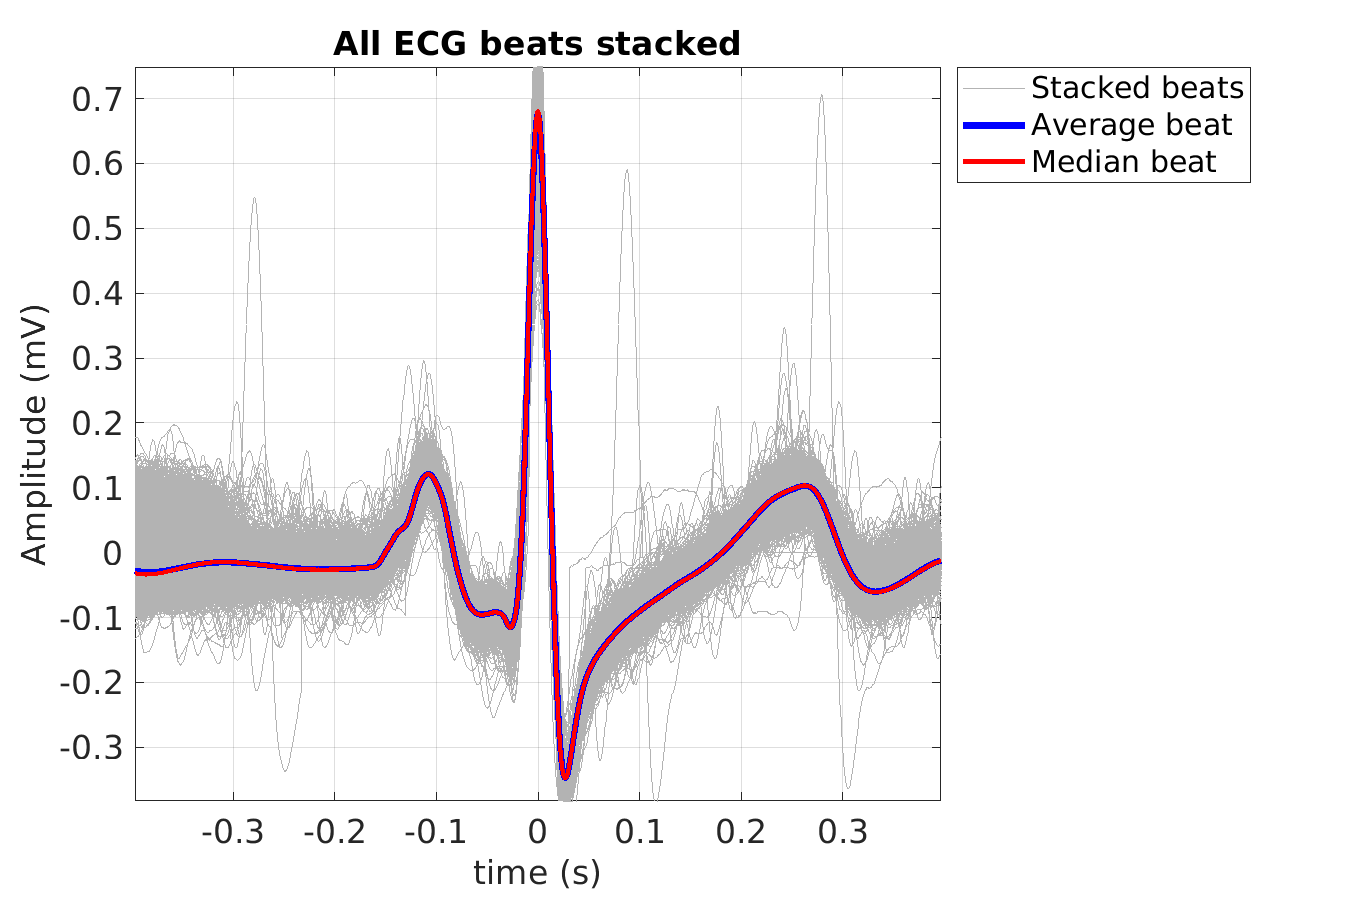 All ECG beats stacked
Stacked beats
Average beat
Median beat
Amplitude (mV)
0.7
0.6
0.5
0.4
0.3
0.2
0.1
0
-0.1
-0.2
-0.3
-0.3 -0.2 -0.1 0 0.1 0.2 0.3
time (s)